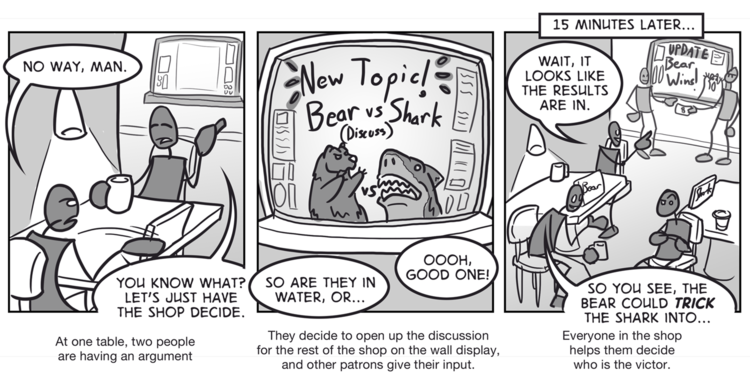 NO WAY, MAN.
YOU KNOW WHAT?
LET'S JUST HAVE
THE SHOP DECIDE.
At one table, two people
are having an argument
New Topic!
Bear vs Shark
(Discuss)
vs
SO ARE THEY IN
WATER, OR...
OOOH,
GOOD ONE!
They decide to open up the discussion
for the rest of the shop on the wall display,
and other patrons give their input.
15 MINUTES LATER...
WAIT, IT
LOOKS LIKE
THE RESULTS
ARE IN.
UPDATE
Bear
Wins!
Bear
Shark
SO YOU SEE, THE
BEAR COULD TRICK
THE SHARK INTO...
Everyone in the shop
helps them decide
who is the victor.